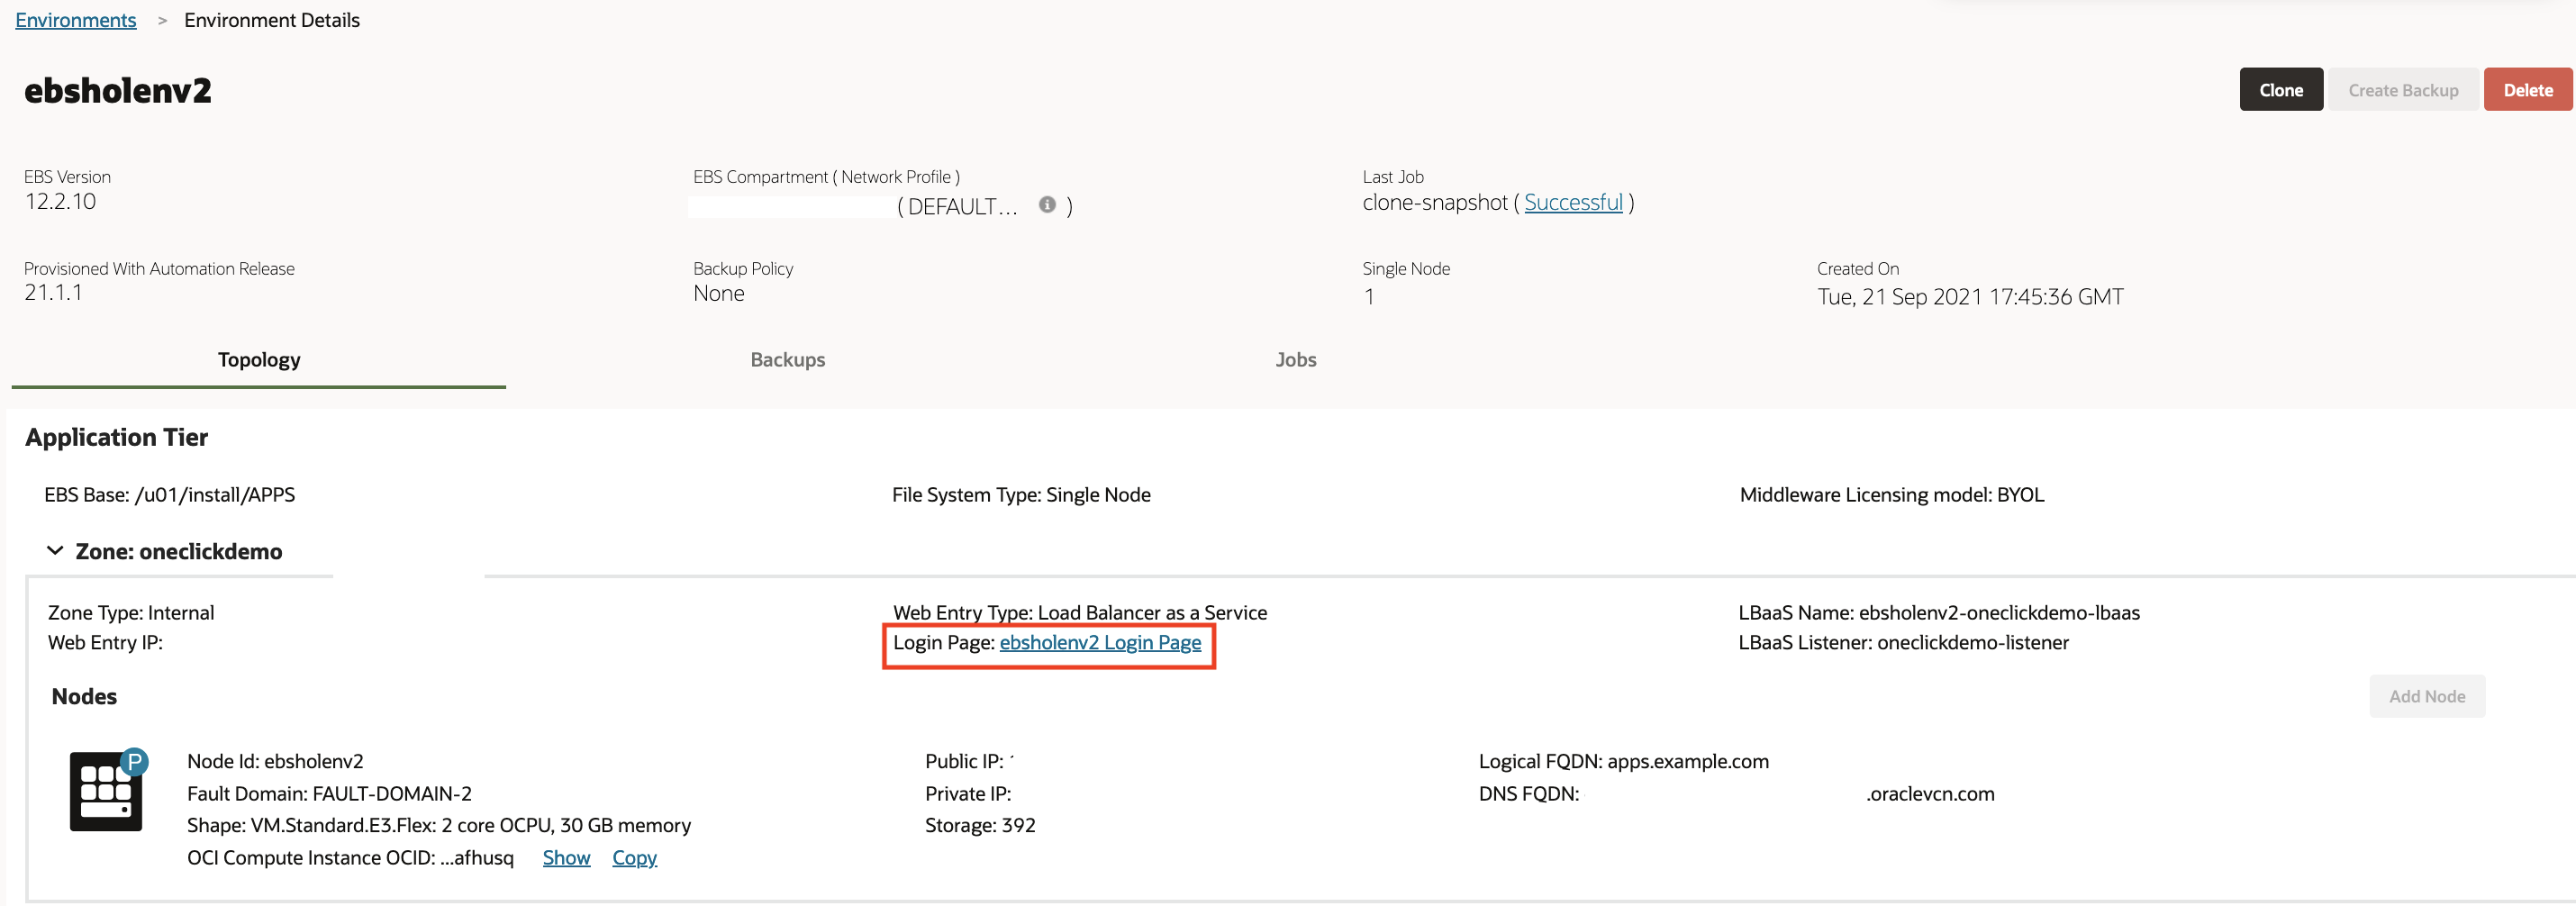 Environments > Environment Details
ebsholenv2
Clone Create Backup Delete
EBS Version EBS Compartment ( Network Profile ) Last Job
12.2.10 ( DEFAULT... i ) clone-snapshot ( Successful )
Provisioned With Automation Release Backup Policy Single Node Created On
21.1.1 None 1 Tue, 21 Sep 2021 17:45:36 GMT
Topology Backups Jobs
Application Tier
EBS Base: /u01/install/APPS File System Type: Single Node Middleware Licensing model: BYOL
Zone: oneclickdemo
Zone Type: Internal Web Entry Type: Load Balancer as a Service LBaaS Name: ebsholenv2-oneclickdemo-lbaas
Web Entry IP: Login Page: ebsholenv2 Login Page LBaaS Listener: oneclickdemo-listener
Nodes
Add Node
P
Node Id: ebsholenv2 Public IP: Logical FQDN: apps.example.com
Fault Domain: FAULT-DOMAIN-2 Private IP: DNS FQDN: .oraclevcn.com
Shape: VM.Standard.E3.Flex: 2 core OCPU, 30 GB memory Storage: 392
OCI Compute Instance OCID: ...afhusq Show Copy